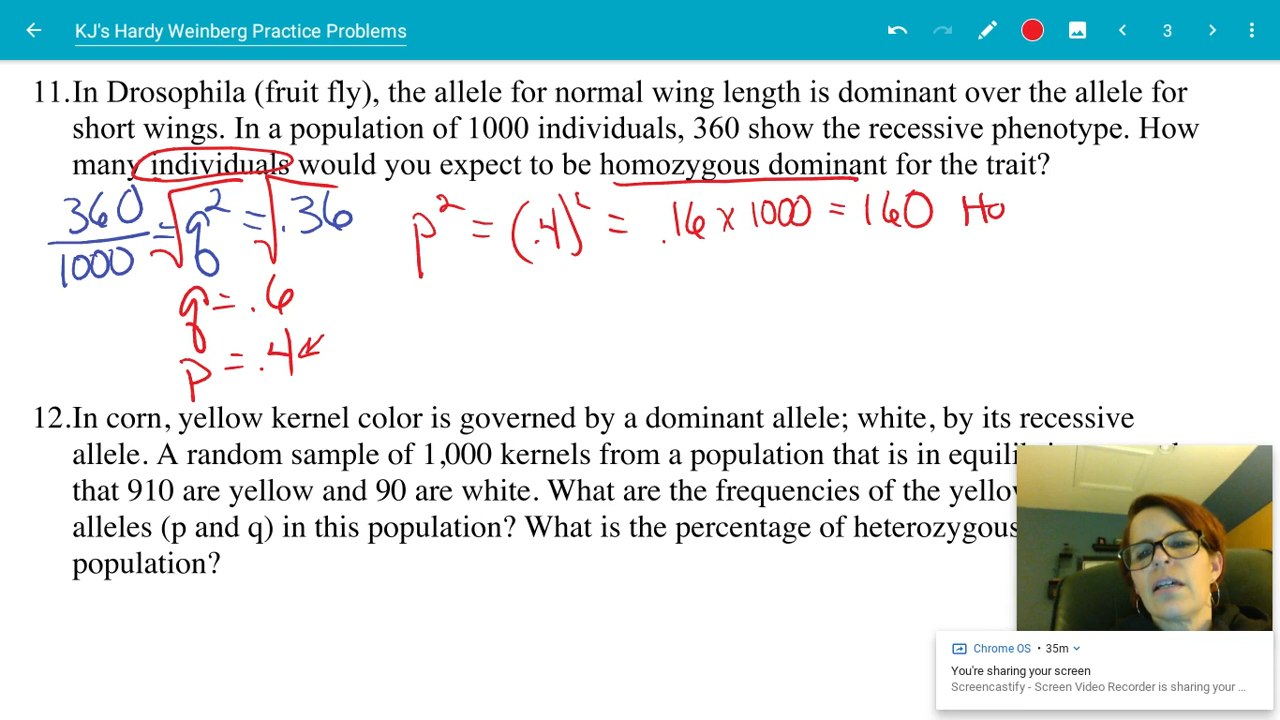 KJ's Hardy Weinberg Practice Problems
3
11.In Drosophila (fruit fly), the allele for normal wing length is dominant over the allele for
short wings. In a population of 1000 individuals, 360 show the recessive phenotype. How
many individuals would you expect to be homozygous dominant for the trait?
360/1000 = √q² = √.36
p² = (.4)² = .16 x 1000 = 160 Ho
q = .6
p = .4
12.In corn, yellow kernel color is governed by a dominant allele; white, by its recessive
allele. A random sample of 1,000 kernels from a population that is in
that 910 are yellow and 90 are white. What are the frequencies of the
alleles (p and q) in this population? What is the percentage of heterozygous
population?
Chrome OS • 35m
You're sharing your screen
Screencastify - Screen Video Recorder is sharing your ...